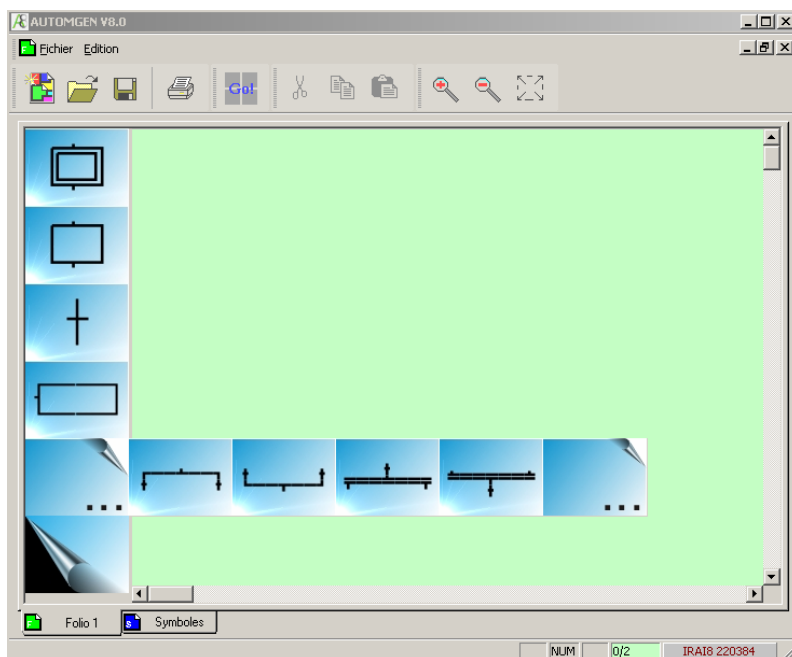 AUTOMGEN V8.0
Fichier Edition
Go!
...
...
Folio 1 Symboles
NUM 0/2 IRAI8 220384